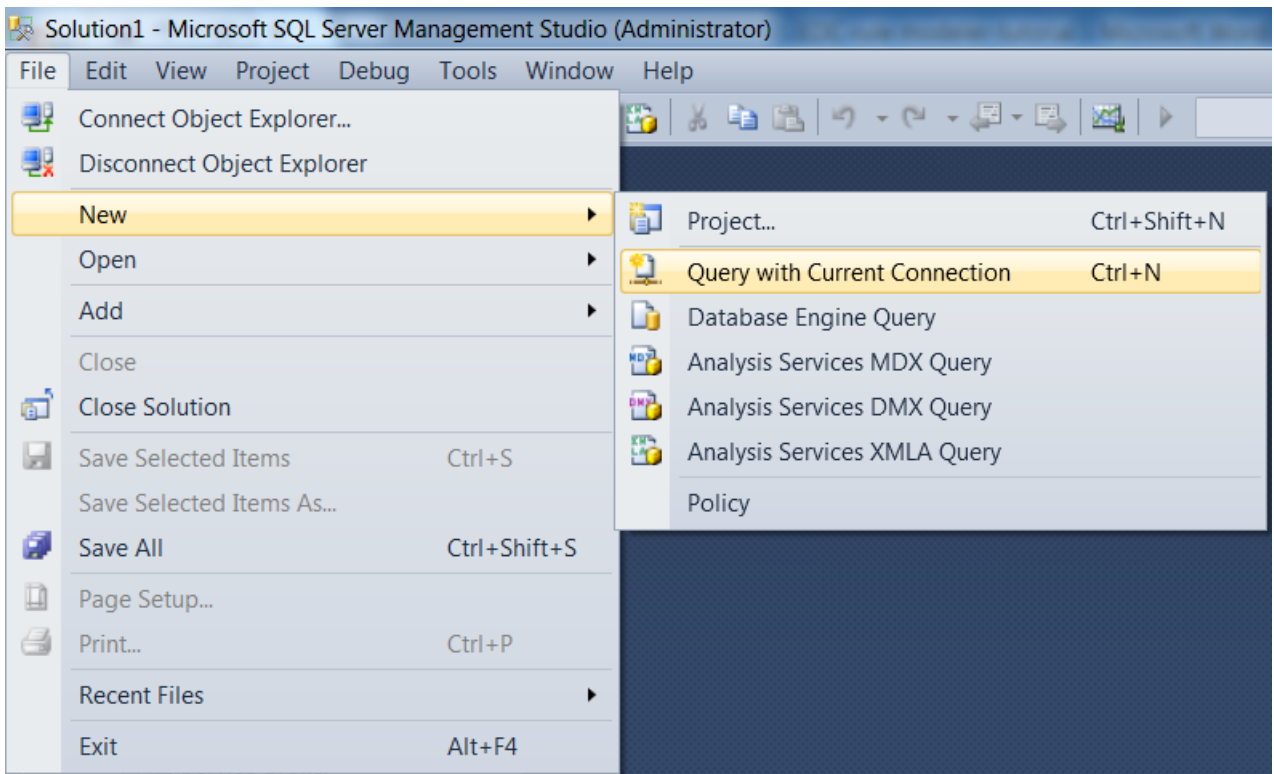 Solution1 - Microsoft SQL Server Management Studio (Administrator)
File Edit View Project Debug Tools Window Help
Connect Object Explorer...
Disconnect Object Explorer
New
Open
Add
Close
Close Solution
Save Selected Items Ctrl+S
Save Selected Items As...
Save All Ctrl+Shift+S
Page Setup...
Print... Ctrl+P
Recent Files
Exit Alt+F4
Project... Ctrl+Shift+N
Query with Current Connection Ctrl+N
Database Engine Query
Analysis Services MDX Query
Analysis Services DMX Query
Analysis Services XMLA Query
Policy